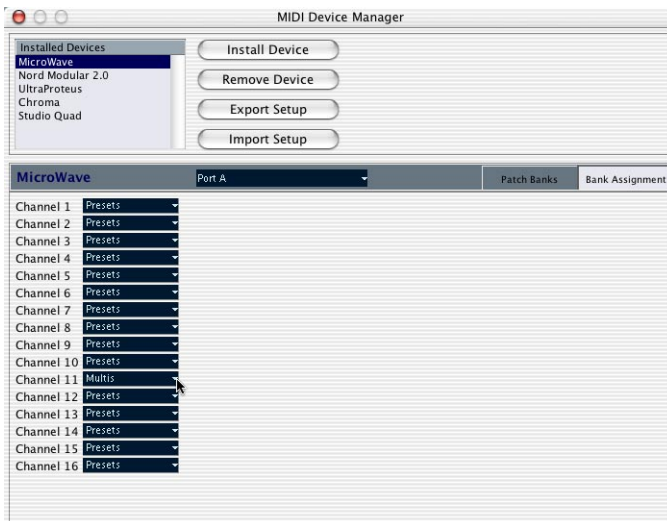 MIDI Device Manager
Installed Devices
MicroWave
Nord Modular 2.0
UltraProteus
Chroma
Studio Quad
Install Device
Remove Device
Export Setup
Import Setup
MicroWave
Port A
Patch Banks
Bank Assignment
Channel 1 Presets
Channel 2 Presets
Channel 3 Presets
Channel 4 Presets
Channel 5 Presets
Channel 6 Presets
Channel 7 Presets
Channel 8 Presets
Channel 9 Presets
Channel 10 Presets
Channel 11 Multis
Channel 12 Presets
Channel 13 Presets
Channel 14 Presets
Channel 15 Presets
Channel 16 Presets